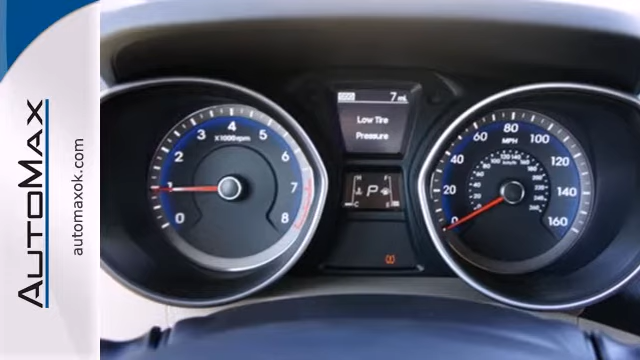 AUTOMAX
automaxok.com
7 mi.
Low Tire
Pressure
0 1 2 3 4 5 6 7 8
X1000rpm
H F
P
C E
0 20 40 60 80 100 120 140 160
MPH